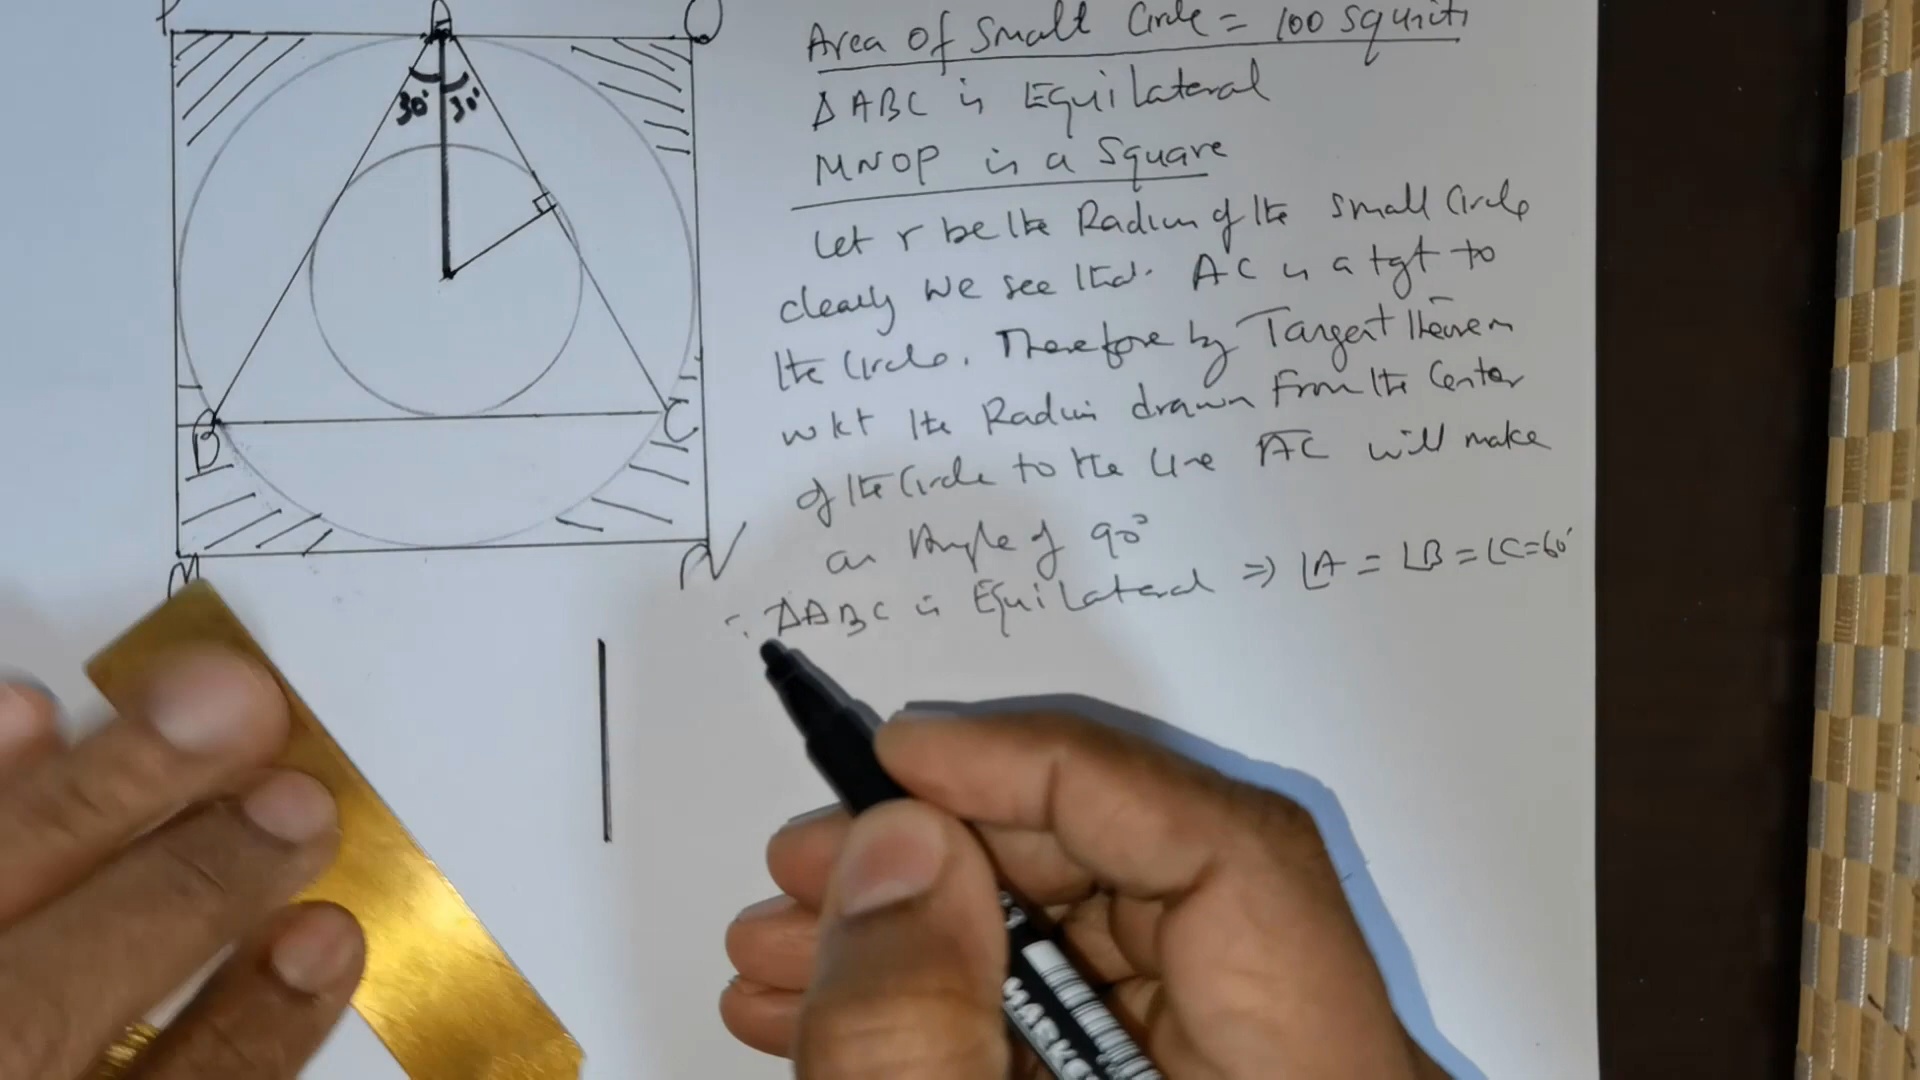 P A O
30° 30°
B C
M N
Area Of Small Circle = 100 sq units
∆ ABC is Equilateral
MNOP is a Square
Let r be the Radius of the small Circle
clearly we see that AC is a tgt to
the Circle. Therefore by Tangent theorem
wkt the Radius drawn From the Center
of the Circle to the Line AC will make
an Angle of 90°
∴ ∆ABC is Equilateral ⇒ ∠A = ∠B = ∠C = 60°
MARKE